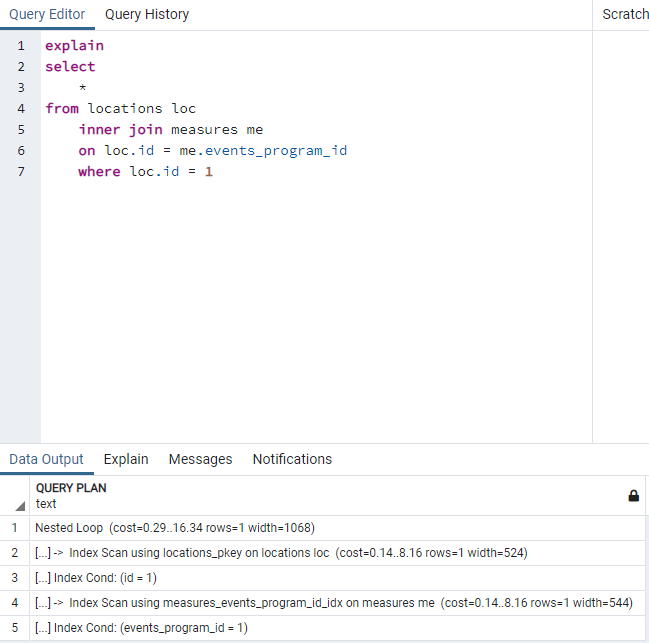 Query Editor Query History Scratch
1 explain
2 select
3 *
4 from locations loc
5 inner join measures me
6 on loc.id = me.events_program_id
7 where loc.id = 1
Data Output Explain Messages Notifications
QUERY PLAN
text
1 Nested Loop (cost=0.29..16.34 rows=1 width=1068)
2 [...] -> Index Scan using locations_pkey on locations loc (cost=0.14..8.16 rows=1 width=524)
3 [...] Index Cond: (id = 1)
4 [...] -> Index Scan using measures_events_program_id_idx on measures me (cost=0.14..8.16 rows=1 width=544)
5 [...] Index Cond: (events_program_id = 1)